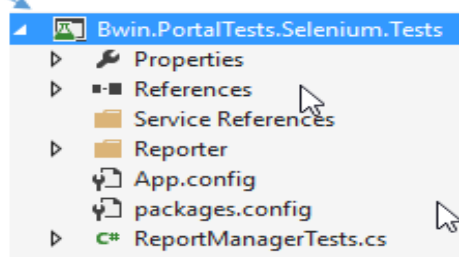 Bwin.PortalTests.Selenium.Tests
Properties
References
Service References
Reporter
App.config
packages.config
C# ReportManagerTests.cs